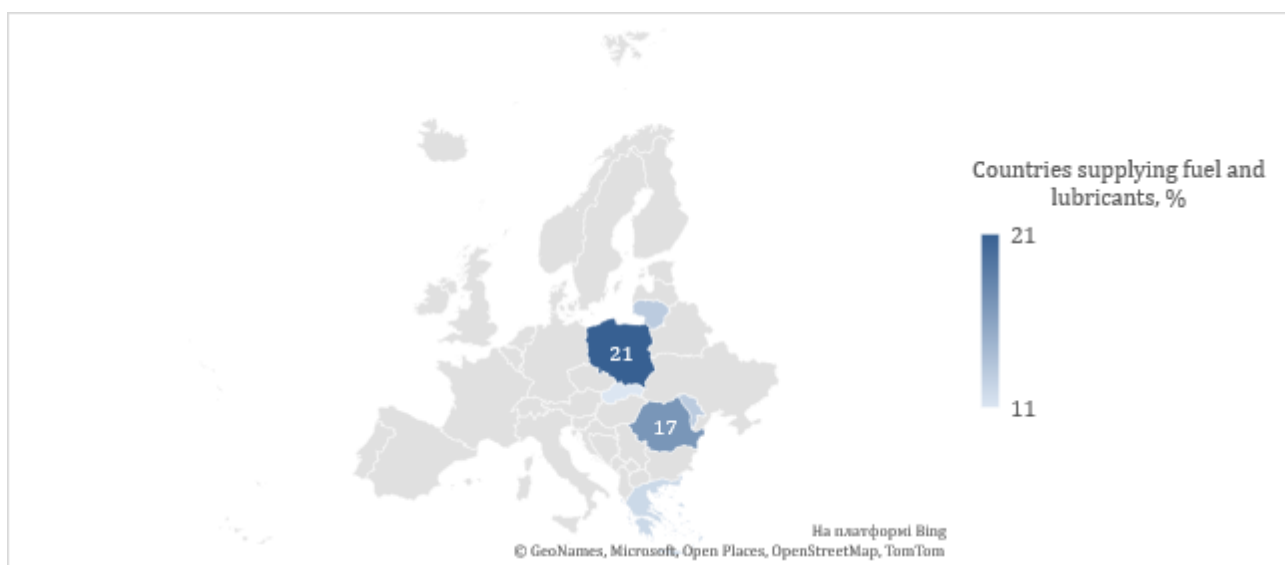 Countries supplying fuel and
lubricants, %
21
11
21
17
На платформі Bing
© GeoNames, Microsoft, Open Places, OpenStreetMap, TomTom